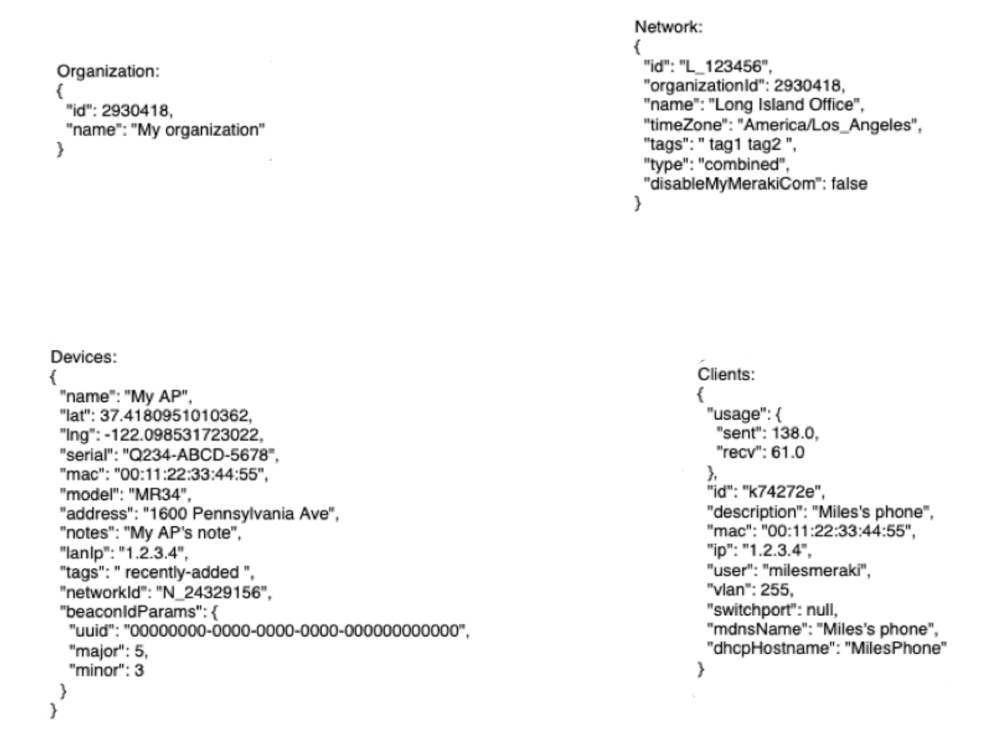 Organization:
{
"id": 2930418,
"name": "My organization"
}
Network:
{
"id": "L_123456",
"organizationId": 2930418,
"name": "Long Island Office",
"timeZone": "America/Los_Angeles",
"tags": " tag1 tag2 ",
"type": "combined",
"disableMyMerakiCom": false
}
Devices:
{
"name": "My AP",
"lat": 37.4180951010362,
"lng": -122.098531723022,
"serial": "Q234-ABCD-5678",
"mac": "00:11:22:33:44:55",
"model": "MR34",
"address": "1600 Pennsylvania Ave",
"notes": "My AP's note",
"lanIp": "1.2.3.4",
"tags": " recently-added ",
"networkId": "N_24329156",
"beaconIdParams": {
"uuid": "00000000-0000-0000-0000-000000000000",
"major": 5,
"minor": 3
}
}
Clients:
{
"usage": {
"sent": 138.0,
"recv": 61.0
},
"id": "k74272e",
"description": "Miles's phone",
"mac": "00:11:22:33:44:55",
"ip": "1.2.3.4",
"user": "milesmeraki",
"vlan": 255,
"switchport": null,
"mdnsName": "Miles's phone",
"dhcpHostname": "MilesPhone"
}